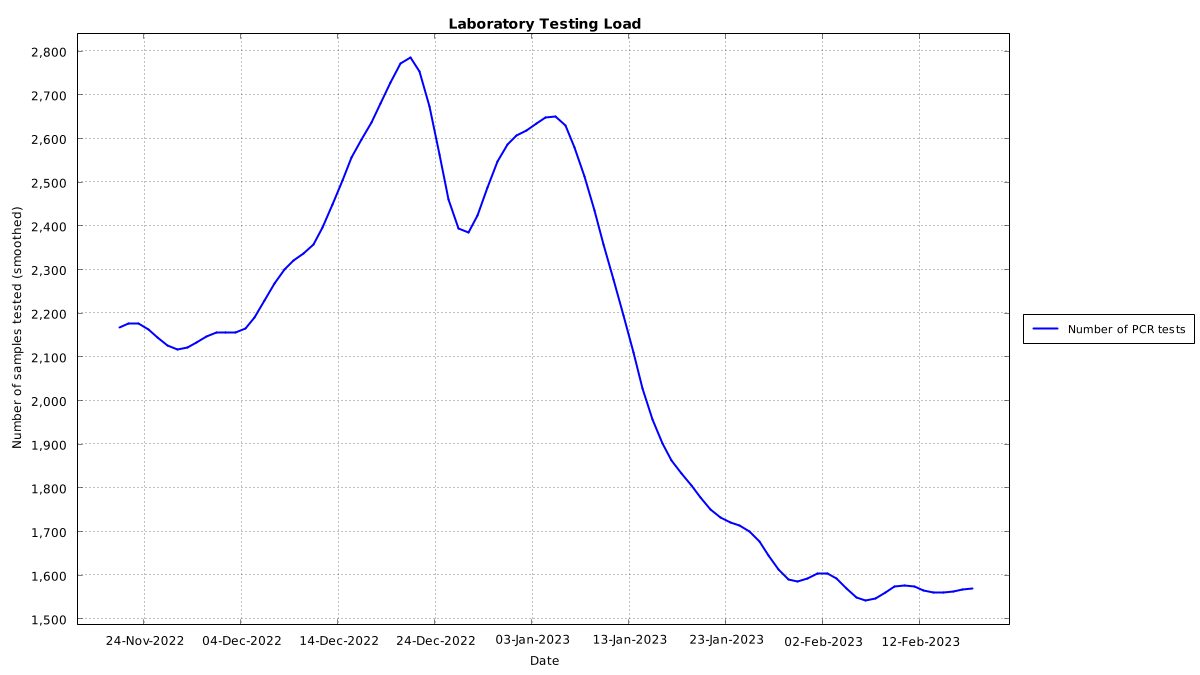 Laboratory Testing Load
Number of samples tested (smoothed)
2,800
2,700
2,600
2,500
2,400
2,300
2,200
2,100
2,000
1,900
1,800
1,700
1,600
1,500
24-Nov-2022 04-Dec-2022 14-Dec-2022 24-Dec-2022 03-Jan-2023 13-Jan-2023 23-Jan-2023 02-Feb-2023 12-Feb-2023
Date
Number of PCR tests